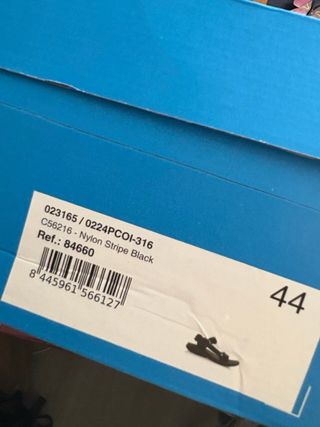 023165 / 0224PCOI-316
C56216 - Nylon Stripe Black
Ref.: 84660
44
8 445961 566127